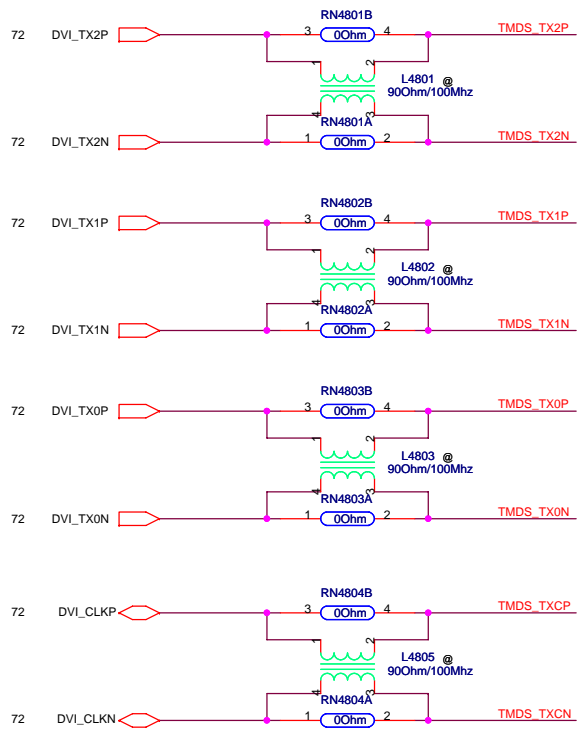 RN4801B
72 DVI_TX2P 3 0Ohm 4 TMDS_TX2P
1 2
L4801 @
90Ohm/100Mhz
4 3
RN4801A
72 DVI_TX2N 1 0Ohm 2 TMDS_TX2N
RN4802B
72 DVI_TX1P 3 0Ohm 4 TMDS_TX1P
1 2
L4802 @
90Ohm/100Mhz
4 3
RN4802A
72 DVI_TX1N 1 0Ohm 2 TMDS_TX1N
RN4803B
72 DVI_TX0P 3 0Ohm 4 TMDS_TX0P
1 2
L4803 @
90Ohm/100Mhz
4 3
RN4803A
72 DVI_TX0N 1 0Ohm 2 TMDS_TX0N
RN4804B
72 DVI_CLKP 3 0Ohm 4 TMDS_TXCP
1 2
L4805 @
90Ohm/100Mhz
4 3
RN4804A
72 DVI_CLKN 1 0Ohm 2 TMDS_TXCN